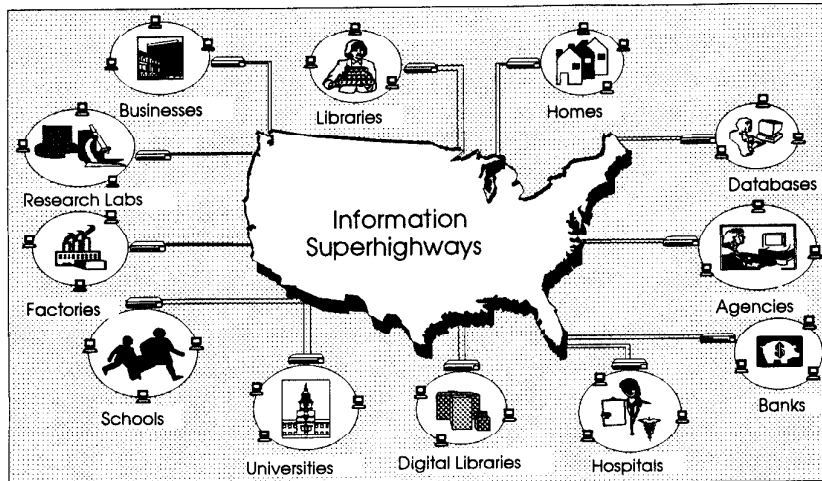 Businesses
Libraries
Homes
Research Labs
Databases
Information
Superhighways
Factories
Agencies
$
Schools
Banks
Universities
Digital Libraries
Hospitals